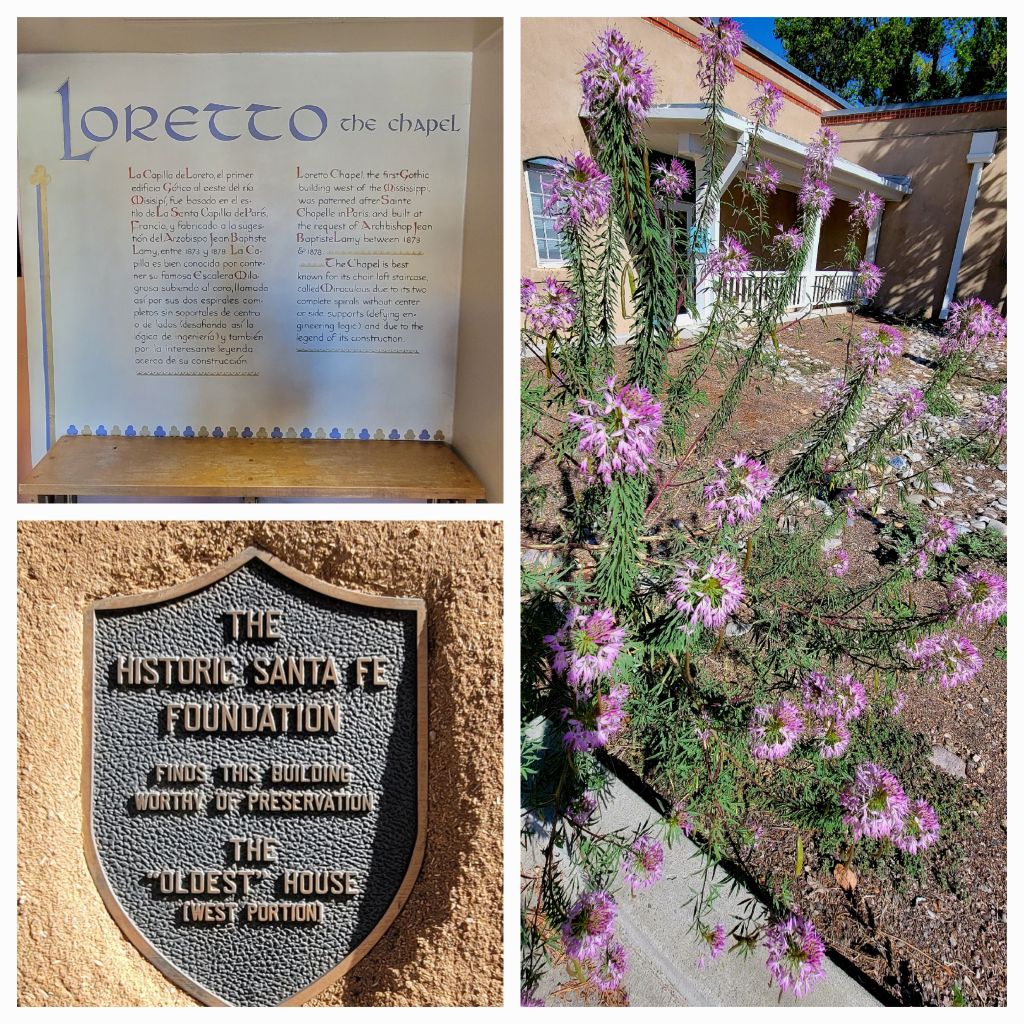 LORETTO the chapel
La Capilla de Loreto, el primer
edificio Gótico al oeste del río
Misisipí, fue basado en el es-
tilo de La Santa Capilla de París,
Francia, y fabricado a la suges-
tión del Arzobispo Jean Baptiste
Lamy, entre 1873 y 1878. La Ca-
pilla es bien conocida por conte-
ner su famosa Escalera Mila-
grosa subiendo al coro, llamada
así por sus dos espirales com-
pletos sin soportales de centro
o de lados (desafiando así la
lógica de ingeniería) y también
por la interesante leyenda
acerca de su construcción.
Loretto Chapel, the first Gothic
building west of the Mississippi,
was patterned after Sainte
Chapelle in Paris, and built at
the request of Archbishop Jean
Baptiste Lamy between 1873
& 1878.
The Chapel is best
known for its choir loft staircase,
called Miraculous due to its two
complete spirals without center
or side supports (defying en-
gineering logic) and due to the
legend of its construction.
THE
HISTORIC SANTA FE
FOUNDATION
FINDS THIS BUILDING
WORTHY OF PRESERVATION
THE
"OLDEST" HOUSE
(WEST PORTION)